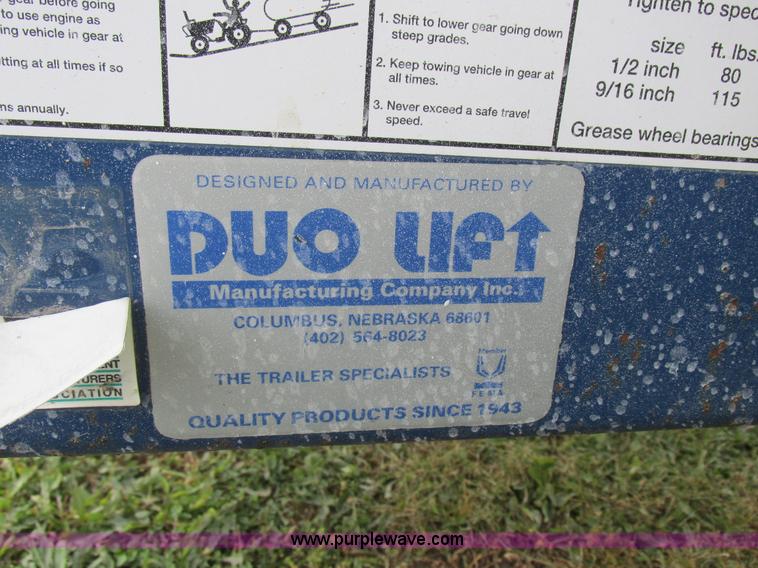 gear before going
to use engine as
ing vehicle in gear at
tting at all times if so
ns annually.
1. Shift to lower gear going down
steep grades.
2. Keep towing vehicle in gear at
all times.
3. Never exceed a safe travel
speed.
Tighten to spec
size ft. lbs.
1/2 inch 80
9/16 inch 115
Grease wheel bearings
DESIGNED AND MANUFACTURED BY
DUO LIFT
Manufacturing Company Inc.
COLUMBUS, NEBRASKA 68601
(402) 564-8023
THE TRAILER SPECIALISTS
Member
FEMA
QUALITY PRODUCTS SINCE 1943
ENT
TURERS
CIATION
www.purplewave.com